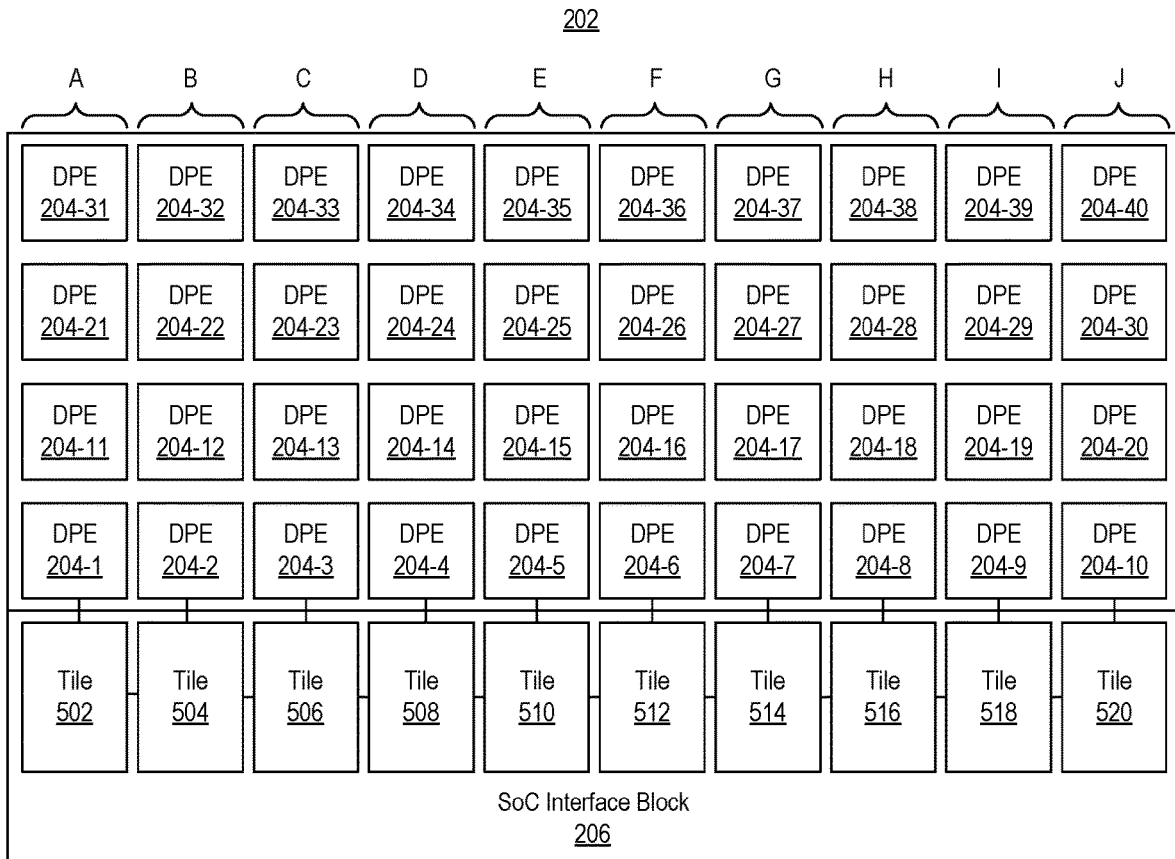 202
A B C D E F G H I J
DPE DPE DPE DPE DPE DPE DPE DPE DPE DPE
204-31 204-32 204-33 204-34 204-35 204-36 204-37 204-38 204-39 204-40
DPE DPE DPE DPE DPE DPE DPE DPE DPE DPE
204-21 204-22 204-23 204-24 204-25 204-26 204-27 204-28 204-29 204-30
DPE DPE DPE DPE DPE DPE DPE DPE DPE DPE
204-11 204-12 204-13 204-14 204-15 204-16 204-17 204-18 204-19 204-20
DPE DPE DPE DPE DPE DPE DPE DPE DPE DPE
204-1 204-2 204-3 204-4 204-5 204-6 204-7 204-8 204-9 204-10
Tile Tile Tile Tile Tile Tile Tile Tile Tile Tile
502 504 506 508 510 512 514 516 518 520
SoC Interface Block
206